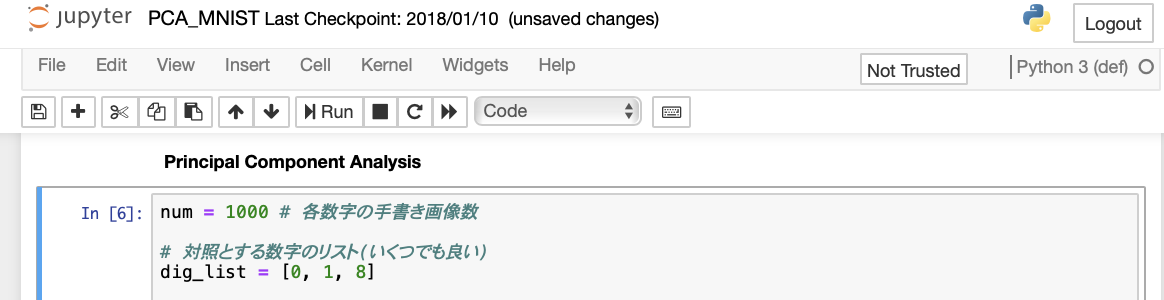 jupyter PCA_MNIST Last Checkpoint: 2018/01/10 (unsaved changes)
Logout
File Edit View Insert Cell Kernel Widgets Help
Not Trusted
Python 3 (def)
Run
Code
Principal Component Analysis
In [6]:
num = 1000 # 各数字の手書き画像数
# 対照とする数字のリスト(いくつでも良い)
dig_list = [0, 1, 8]